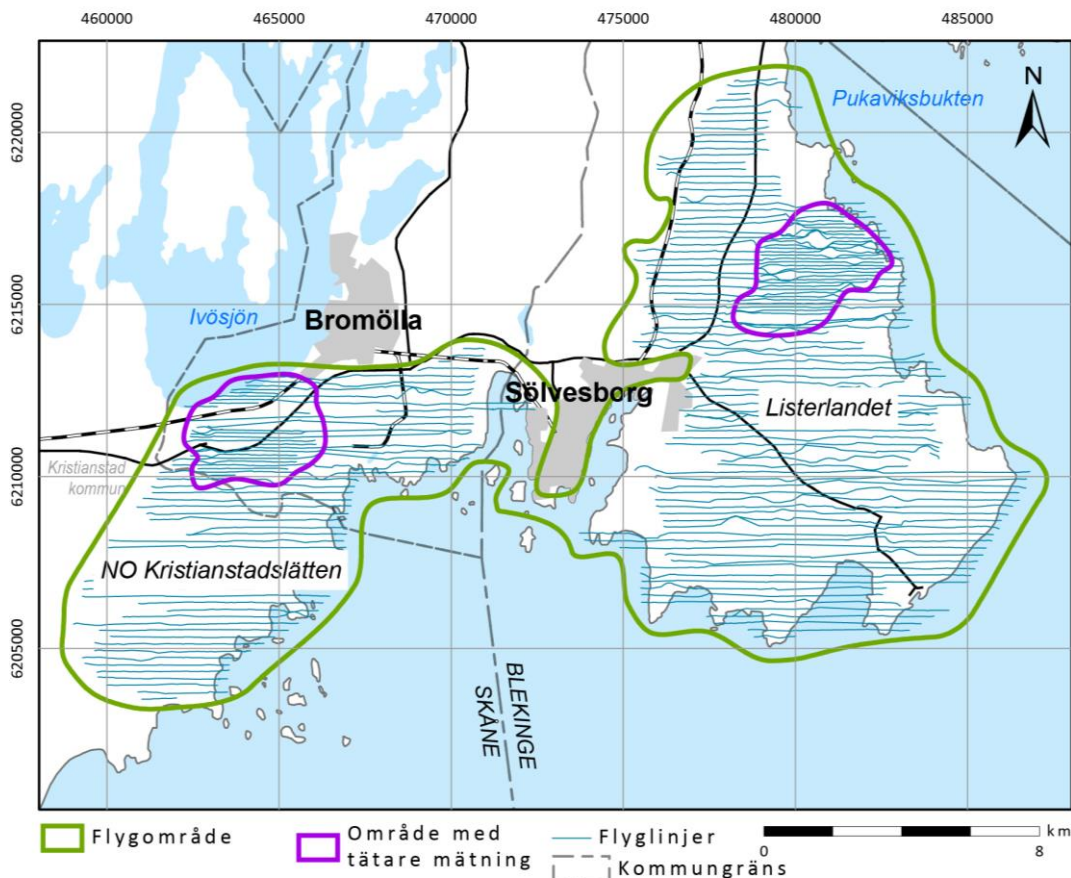 460000
465000
470000
475000
480000
485000
6220000
6215000
6210000
6205000
Pukaviksbukten
N
Ivösjön
Bromölla
Sölvesborg
Listerlandet
Kristianstad
kommun
NO Kristianstadslätten
BLEKINGE
SKÅNE
Flygområde
Område med
tätare mätning
Flyglinjer
Kommungräns
km
0
8